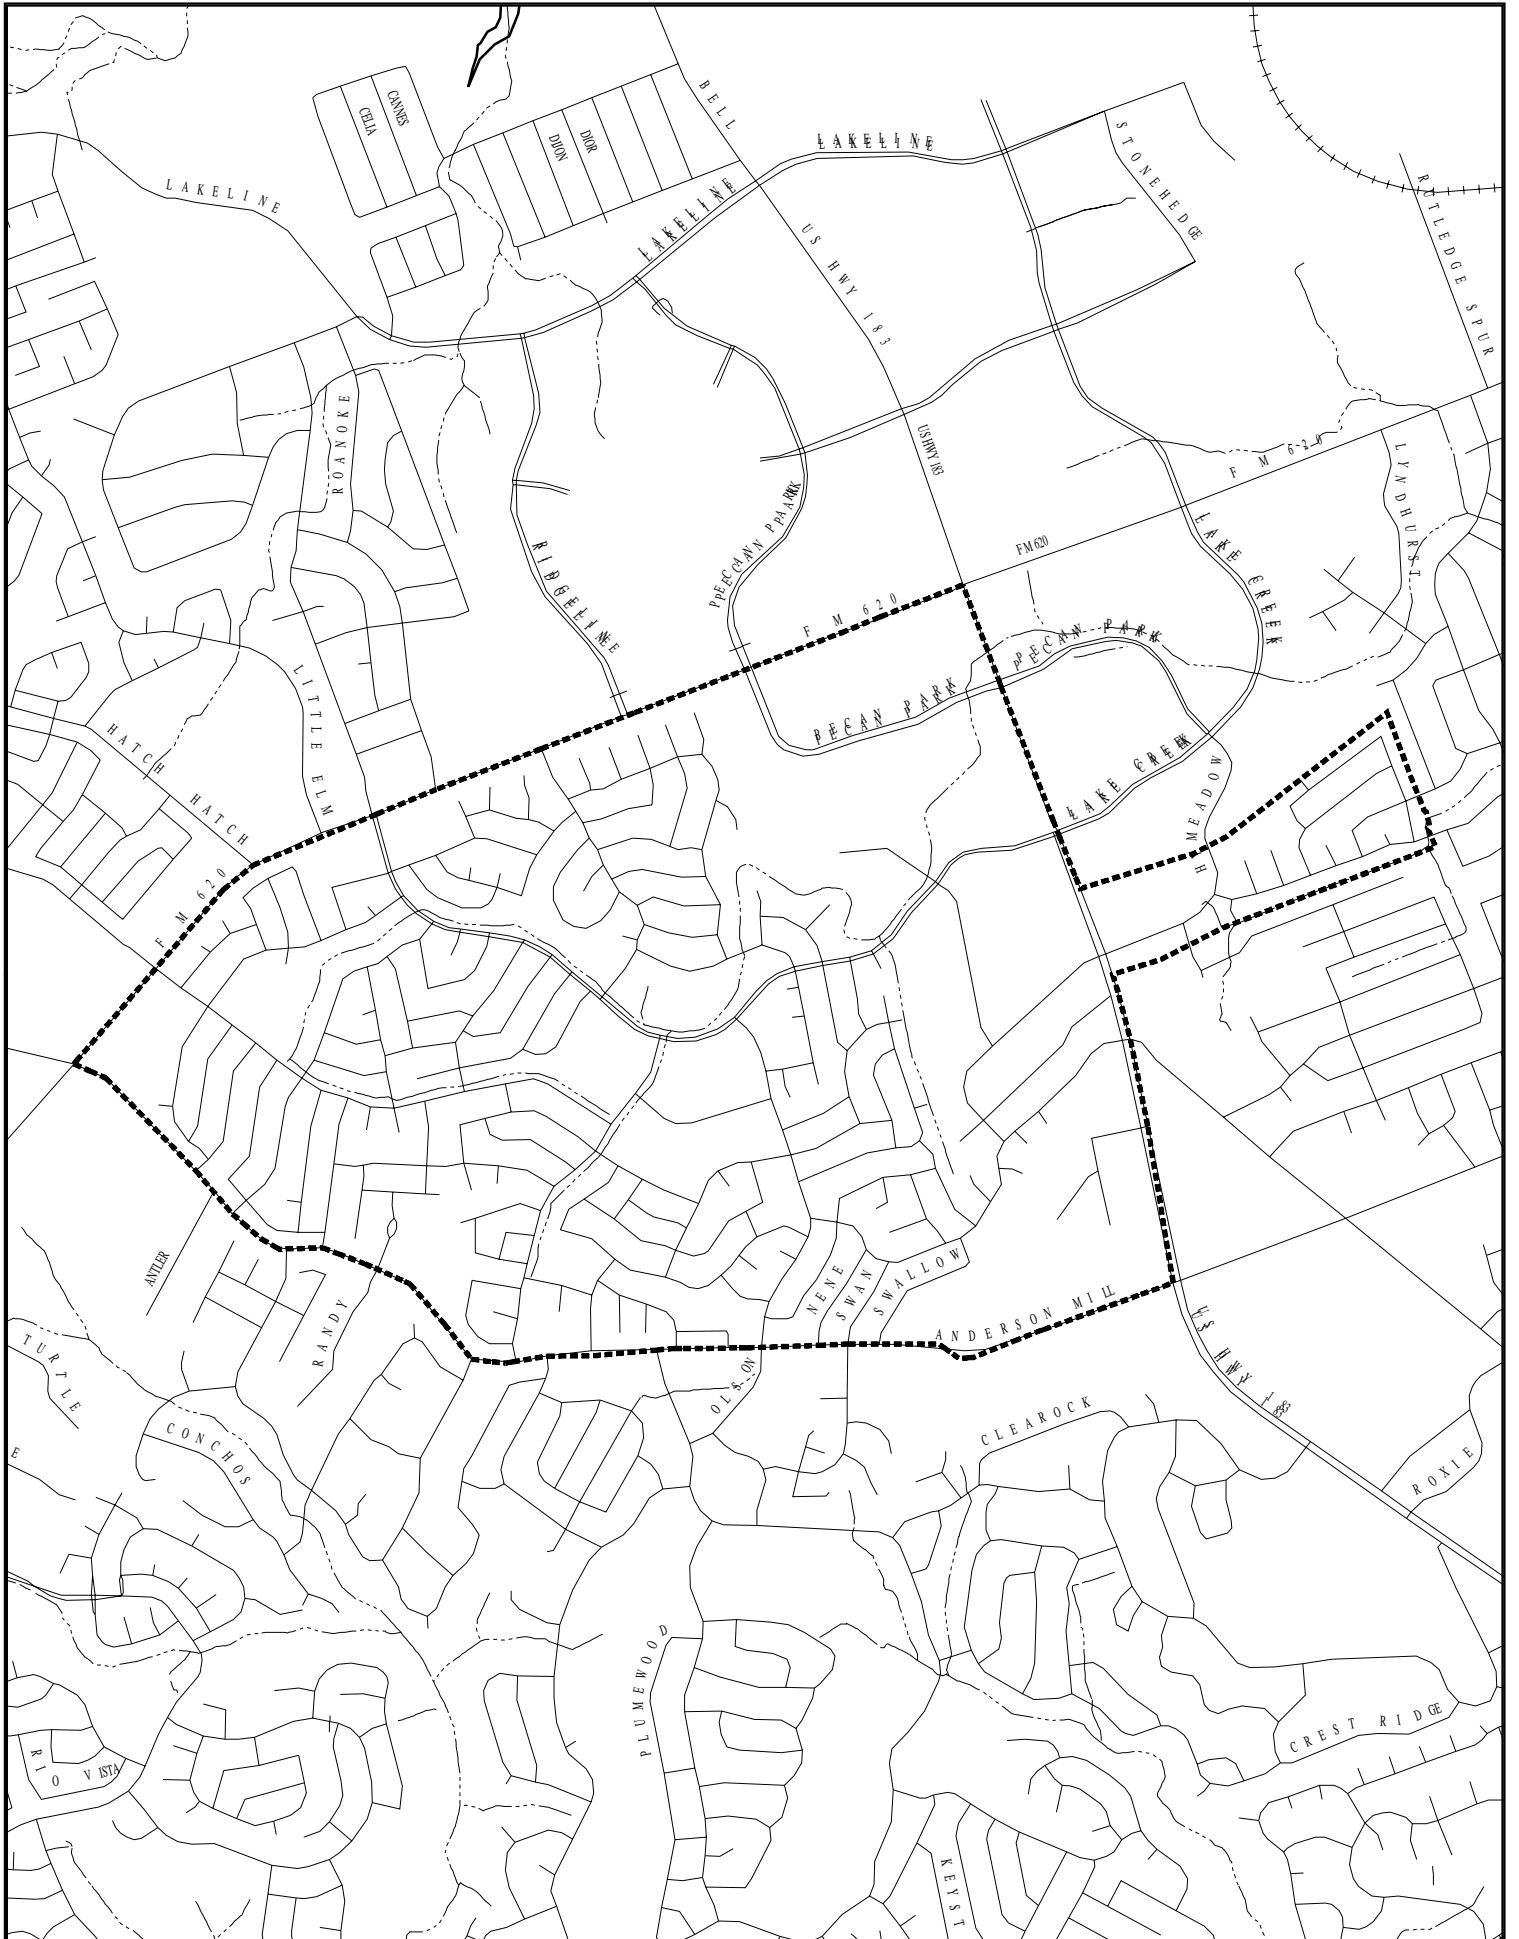 BELL
CANNES
CELIA
DIJON
DIOR
LAKELINE
STONEHEDGE
RUTLEDGE SPUR
LAKELINE
LAKELINE
US HWY 183
ROANOKE
US HWY 183
FM 620
LYNDHURST
PECAN PARK
LAKE CREEK
FM 620
RIDGELINE
FM 620
PECAN PARK
LITTLE ELM
PECAN PARK
HATCH
HATCH
LAKE CREEK
H MEADOW
FM 620
ANTLER
NENE
SWAN
SWALLOW
RANDY
ANDERSON MILL
US HWY 183
TURTLE
OLSON
CONCHOS
CLEAROCK
E
ROXIE
PLUMEWOOD
CREST RIDGE
RIO VISTA
KEYST